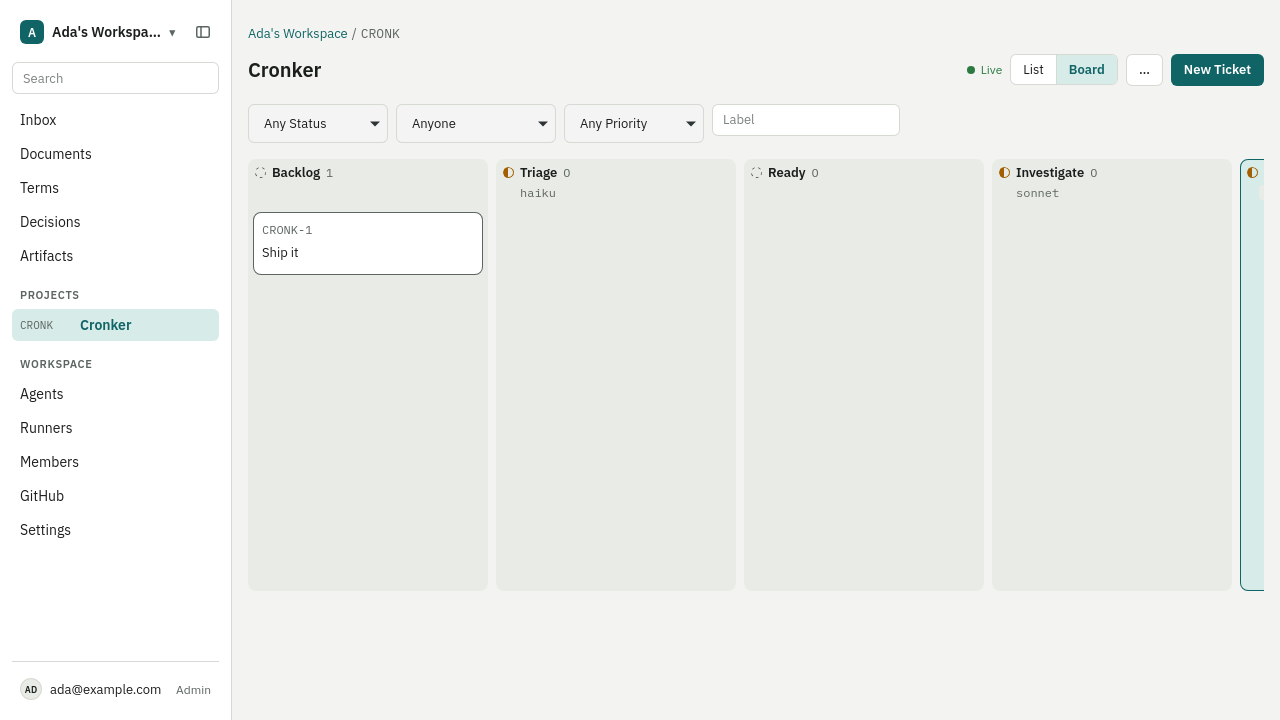 A Ada's Workspa... ▾
Search
Inbox
Documents
Terms
Decisions
Artifacts
PROJECTS
CRONK Cronker
WORKSPACE
Agents
Runners
Members
GitHub
Settings
AD ada@example.com Admin
Ada's Workspace / CRONK
Cronker
Live List Board ... New Ticket
Any Status Anyone Any Priority Label
Backlog 1
CRONK-1
Ship it
Triage 0
haiku
Ready 0
Investigate 0
sonnet